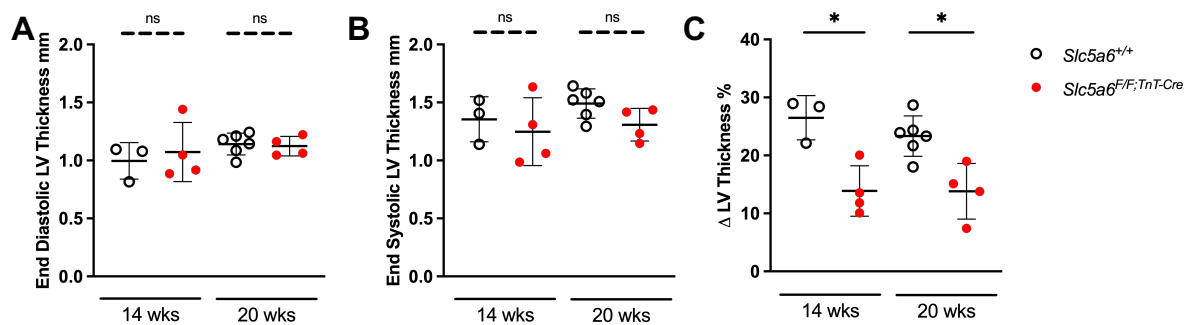 A
End Diastolic LV Thickness mm
2.0
1.5
1.0
0.5
0.0
ns
ns
14 wks
20 wks
B
End Systolic LV Thickness mm
2.0
1.5
1.0
0.5
0.0
ns
ns
14 wks
20 wks
C
Δ LV Thickness %
40
30
20
10
0
*
*
14 wks
20 wks
Slc5a6+/+
Slc5a6F/F;TnT-Cre